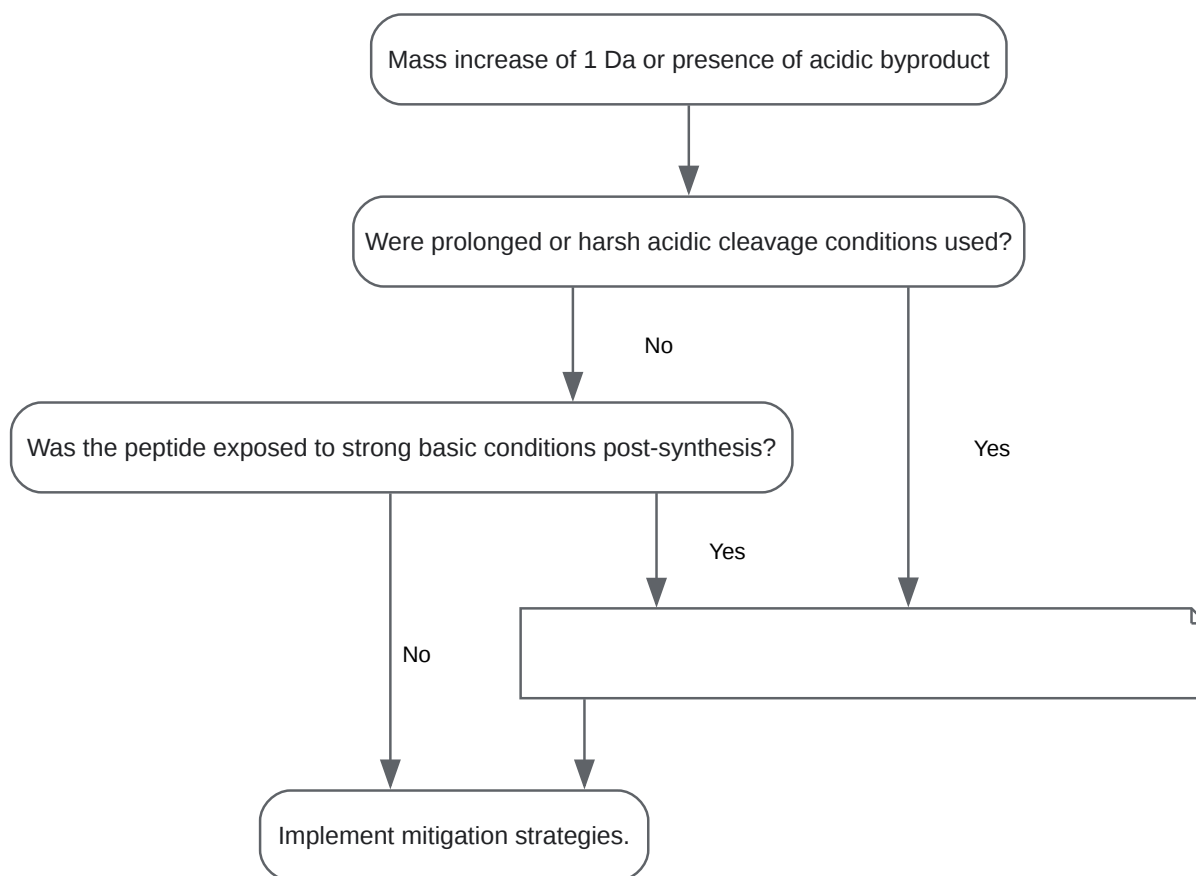 Mass increase of 1 Da or presence of acidic byproduct
Were prolonged or harsh acidic cleavage conditions used?
No
Was the peptide exposed to strong basic conditions post-synthesis?
Yes
Yes
No
Implement mitigation strategies.